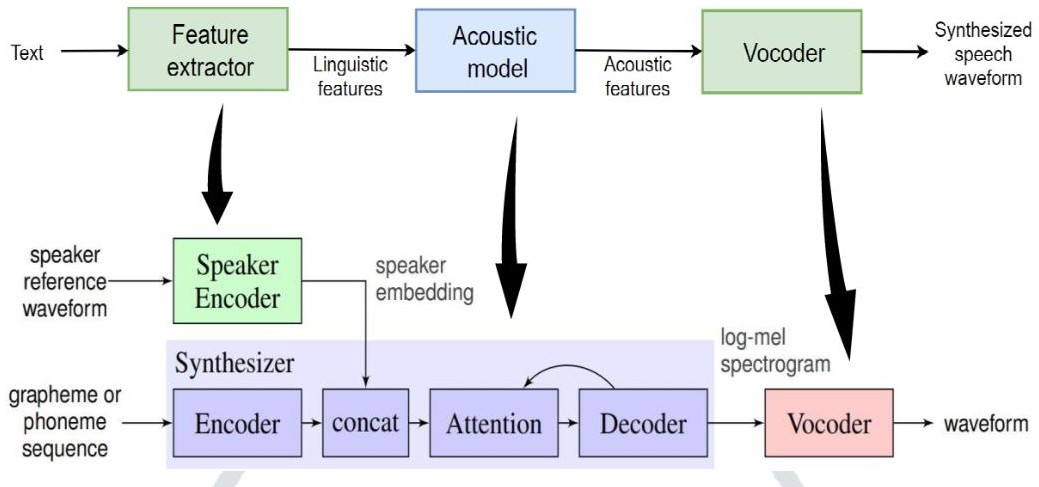 Text
Feature
extractor
Linguistic
features
Acoustic
model
Acoustic
features
Vocoder
Synthesized
speech
waveform
speaker
reference
waveform
Speaker
Encoder
speaker
embedding
Synthesizer
log-mel
spectrogram
grapheme or
phoneme
sequence
Encoder
concat
Attention
Decoder
Vocoder
waveform